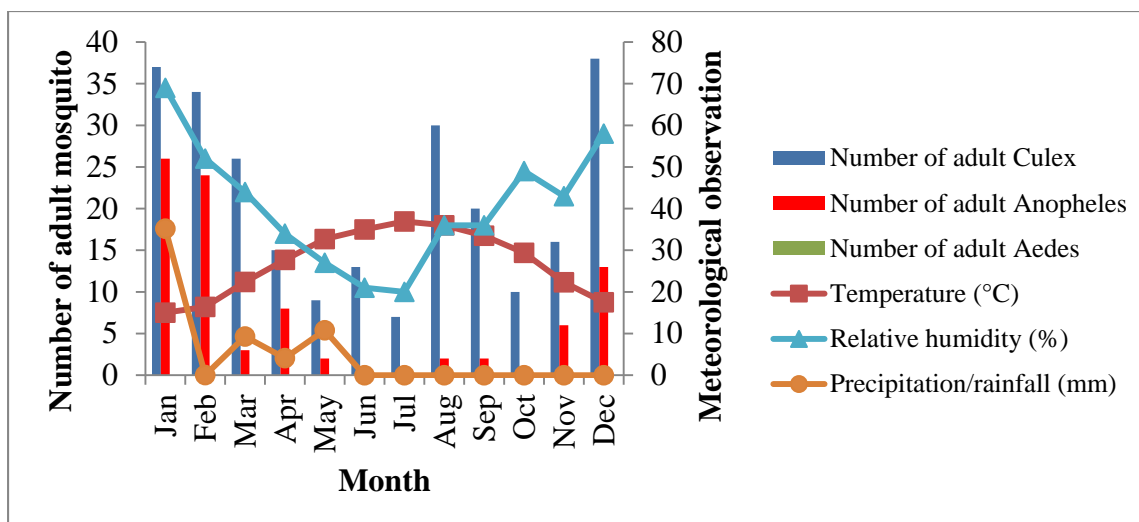 Number of adult mosquito
40
35
30
25
20
15
10
5
0
80
70
60
50
40
30
20
10
0
Meteorological observation
Jan
Feb
Mar
Apr
May
Jun
Jul
Aug
Sep
Oct
Nov
Dec
Month
Number of adult Culex
Number of adult Anopheles
Number of adult Aedes
Temperature (°C)
Relative humidity (%)
Precipitation/rainfall (mm)